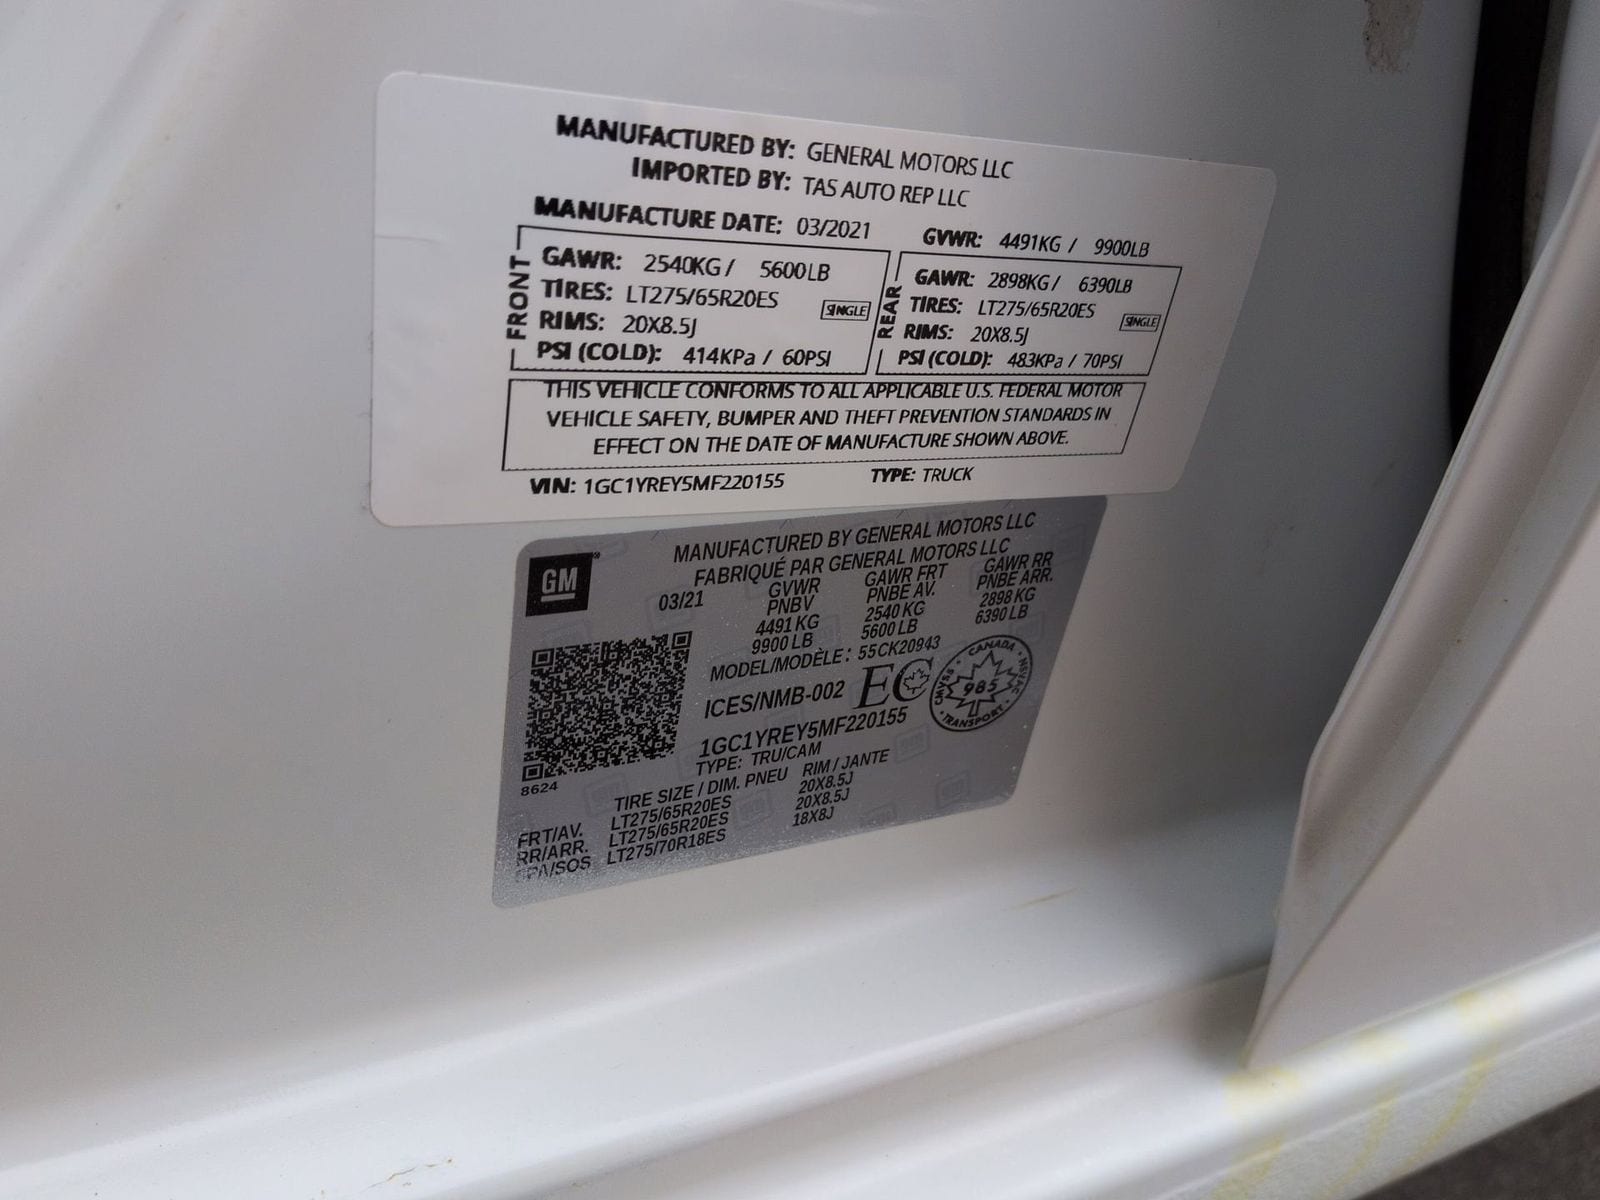 MANUFACTURED BY: GENERAL MOTORS LLC
IMPORTED BY: TAS AUTO REP LLC
MANUFACTURE DATE: 03/2021 GVWR: 4491KG / 9900LB
FRONT
GAWR: 2540KG / 5600LB
TIRES: LT275/65R20ES SINGLE
RIMS: 20X8.5J
PSI (COLD): 414KPa / 60PSI
REAR
GAWR: 2898KG / 6390LB
TIRES: LT275/65R20ES SINGLE
RIMS: 20X8.5J
PSI (COLD): 483KPa / 70PSI
THIS VEHICLE CONFORMS TO ALL APPLICABLE U.S. FEDERAL MOTOR
VEHICLE SAFETY, BUMPER AND THEFT PREVENTION STANDARDS IN
EFFECT ON THE DATE OF MANUFACTURE SHOWN ABOVE.
VIN: 1GC1YREY5MF220155 TYPE: TRUCK
GM
MANUFACTURED BY GENERAL MOTORS LLC
FABRIQUÉ PAR GENERAL MOTORS LLC
03/21 GVWR GAWR FRT GAWR RR
PNBV PNBE AV. PNBE ARR.
4491 KG 2540 KG 2898 KG
9900 LB 5600 LB 6390 LB
MODEL/MODÈLE: 55CK20943
ICES/NMB-002 EC
CANADA CMVSS NSVAC 985 TRANSPORT
1GC1YREY5MF220155
TYPE: TRU/CAM
8624
TIRE SIZE / DIM. PNEU RIM / JANTE
FRT/AV. LT275/65R20ES 20X8.5J
RR/ARR. LT275/65R20ES 20X8.5J
SPA/SOS LT275/70R18ES 18X8J